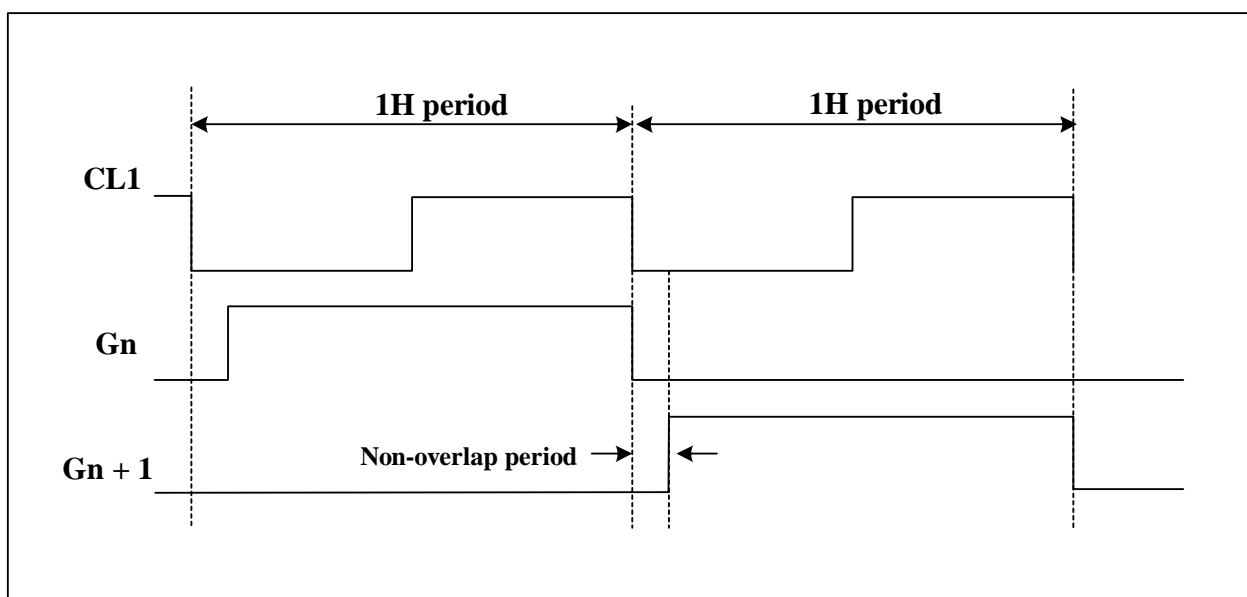 1H period
1H period
CL1
Gn
Non-overlap period
Gn + 1